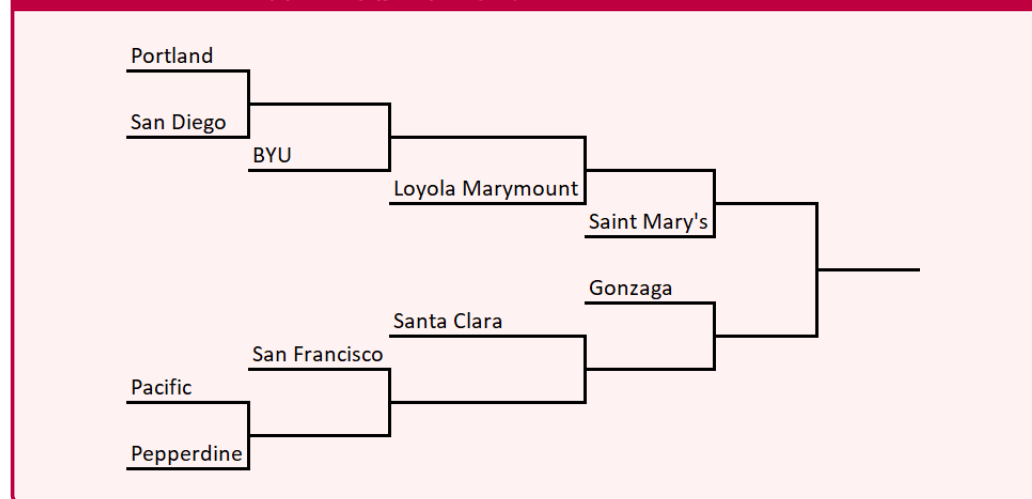 Portland
San Diego
BYU
Loyola Marymount
Saint Mary's
Gonzaga
Santa Clara
San Francisco
Pacific
Pepperdine